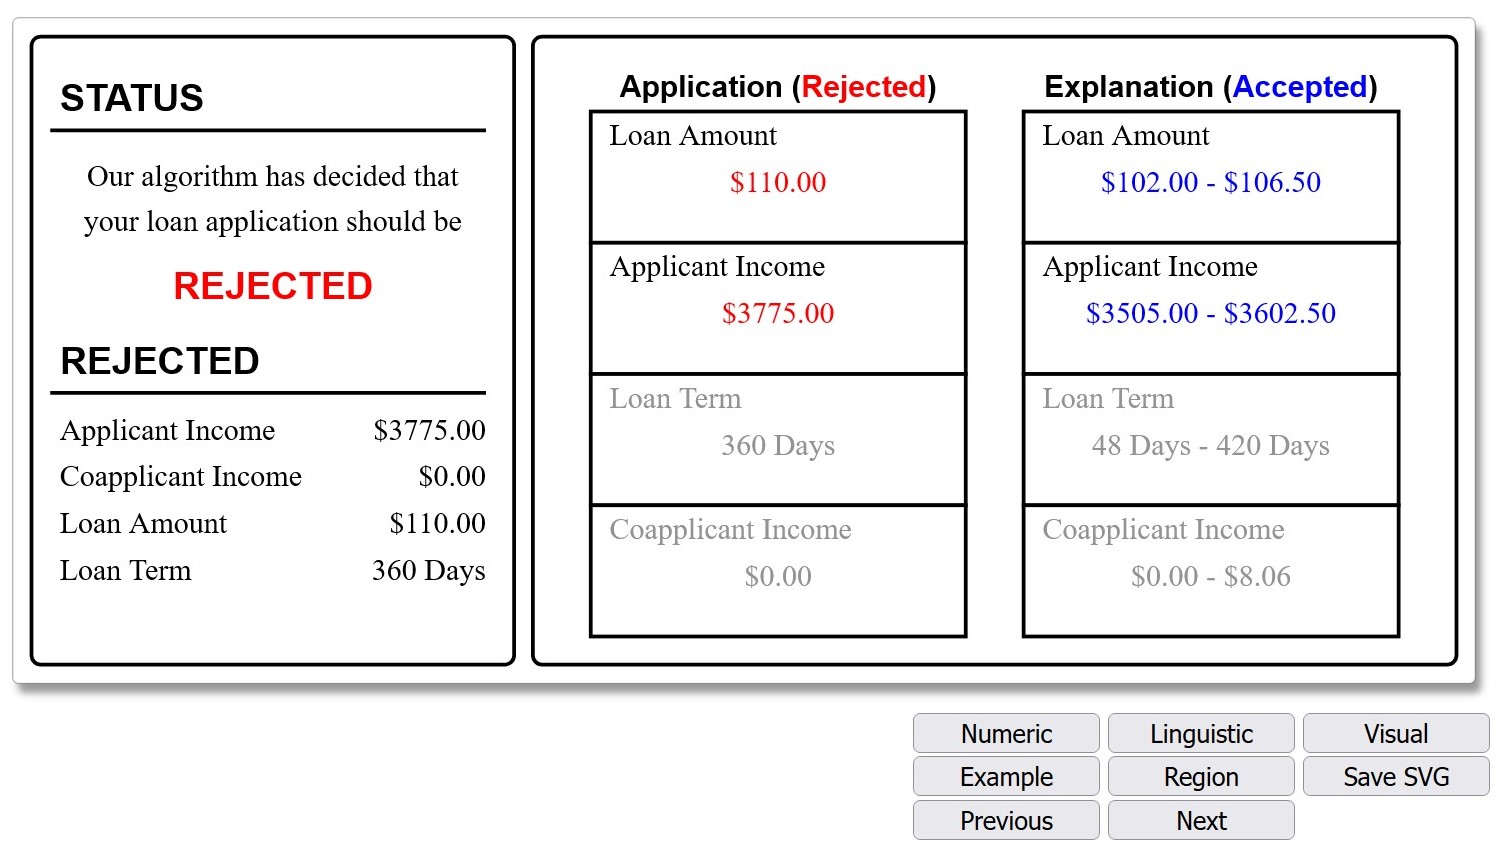 STATUS
Our algorithm has decided that
your loan application should be
REJECTED
REJECTED
Applicant Income $3775.00
Coapplicant Income $0.00
Loan Amount $110.00
Loan Term 360 Days
Application (Rejected)
Loan Amount
$110.00
Applicant Income
$3775.00
Loan Term
360 Days
Coapplicant Income
$0.00
Explanation (Accepted)
Loan Amount
$102.00 - $106.50
Applicant Income
$3505.00 - $3602.50
Loan Term
48 Days - 420 Days
Coapplicant Income
$0.00 - $8.06
Numeric Linguistic Visual
Example Region Save SVG
Previous Next